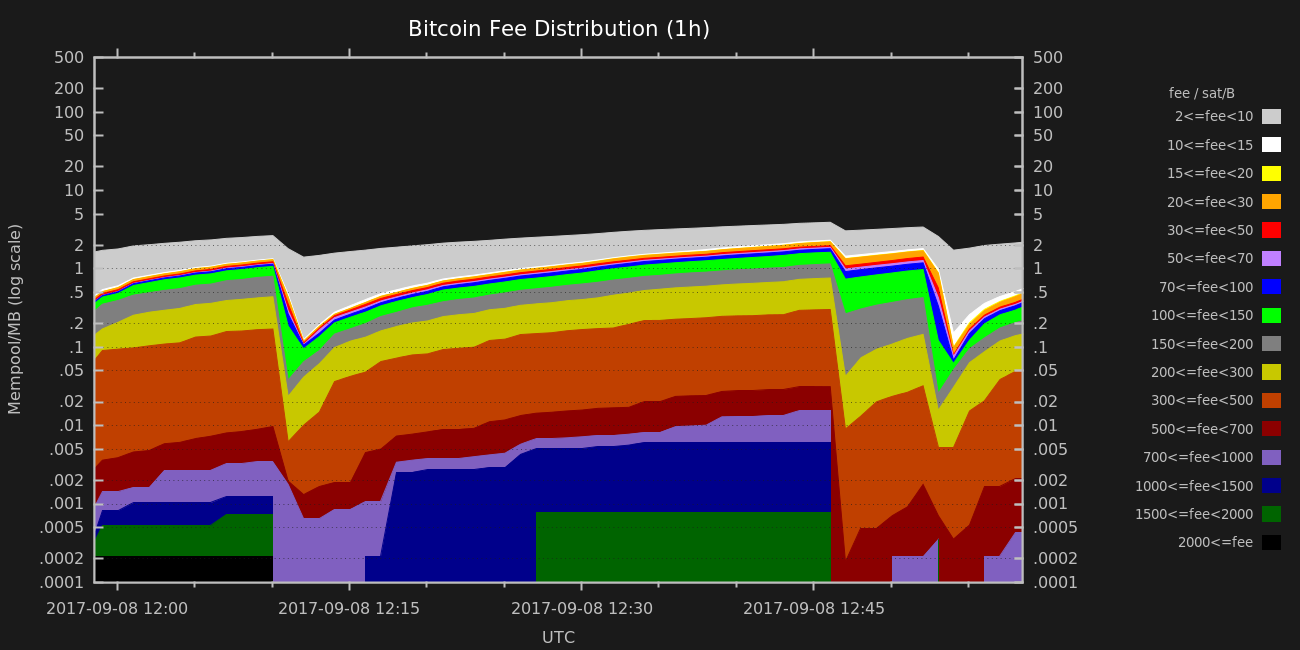 Bitcoin Fee Distribution (1h)
500 500
200 200
100 100
50 50
20 20
10 10
5 5
2 2
1 1
.5 .5
.2 .2
.1 .1
.05 .05
.02 .02
.01 .01
.005 .005
.002 .002
.001 .001
.0005 .0005
.0002 .0002
.0001 .0001
Mempool/MB (log scale)
2017-09-08 12:00 2017-09-08 12:15 2017-09-08 12:30 2017-09-08 12:45
UTC
fee / sat/B
2<=fee<10
10<=fee<15
15<=fee<20
20<=fee<30
30<=fee<50
50<=fee<70
70<=fee<100
100<=fee<150
150<=fee<200
200<=fee<300
300<=fee<500
500<=fee<700
700<=fee<1000
1000<=fee<1500
1500<=fee<2000
2000<=fee